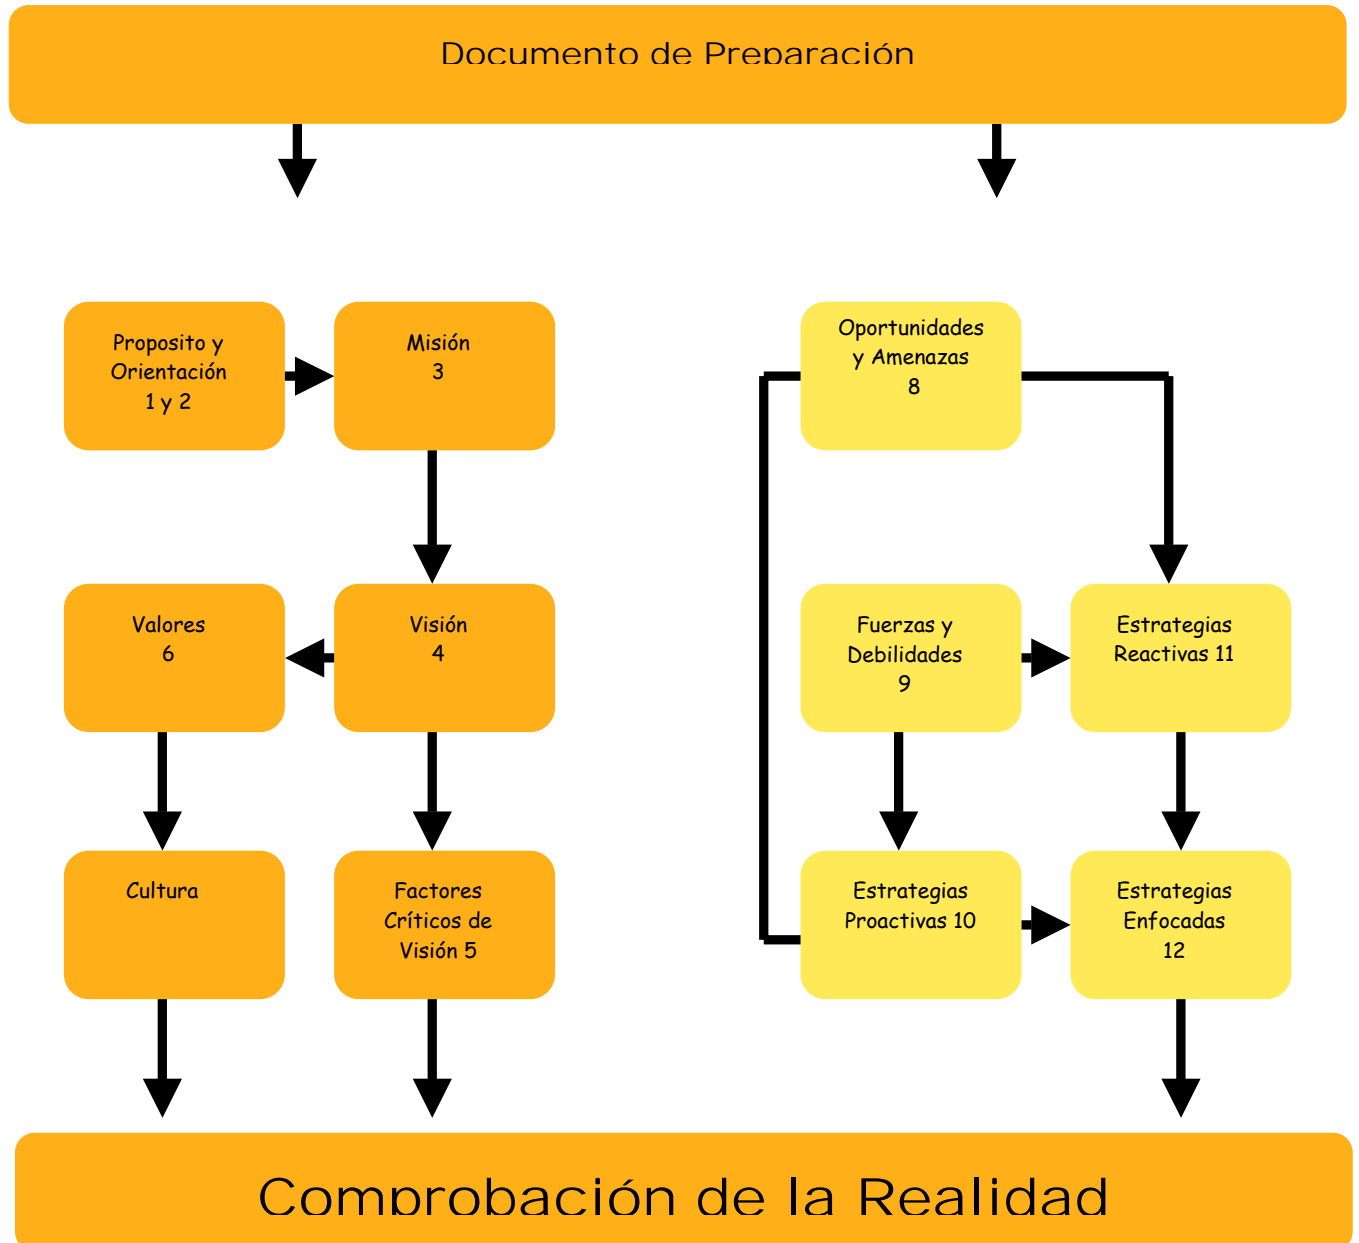 Documento de Preparación
Proposito y
Orientación
1 y 2
Misión
3
Oportunidades
y Amenazas
8
Valores
6
Visión
4
Fuerzas y
Debilidades
9
Estrategias
Reactivas 11
Cultura
Factores
Críticos de
Visión 5
Estrategias
Proactivas 10
Estrategias
Enfocadas
12
Comprobación de la Realidad